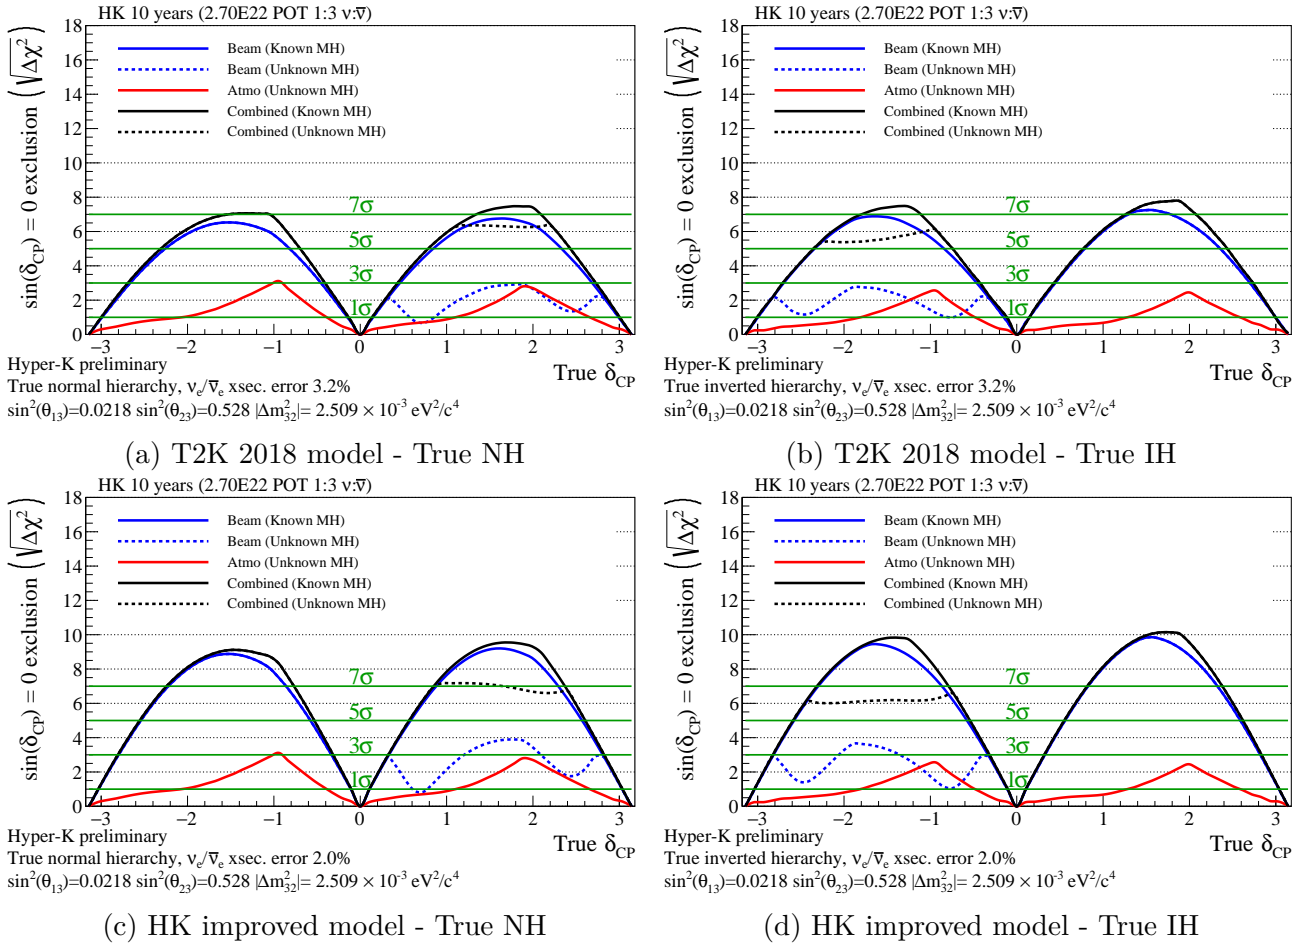 HK 10 years (2.70E22 POT 1:3 ν:ν̅)
sin(δ_CP) = 0 exclusion (√Δχ²)
18
16
14
12
10
8
6
4
2
0
Beam (Known MH)
Beam (Unknown MH)
Atmo (Unknown MH)
Combined (Known MH)
Combined (Unknown MH)
7σ
5σ
3σ
1σ
−3 −2 −1 0 1 2 3
True δ_CP
Hyper-K preliminary
True normal hierarchy, ν_e/ν̅_e xsec. error 3.2%
sin²(θ₁₃)=0.0218 sin²(θ₂₃)=0.528 |Δm²₃₂|= 2.509 × 10⁻³ eV²/c⁴
(a) T2K 2018 model - True NH
HK 10 years (2.70E22 POT 1:3 ν:ν̅)
sin(δ_CP) = 0 exclusion (√Δχ²)
18
16
14
12
10
8
6
4
2
0
Beam (Known MH)
Beam (Unknown MH)
Atmo (Unknown MH)
Combined (Known MH)
Combined (Unknown MH)
7σ
5σ
3σ
1σ
−3 −2 −1 0 1 2 3
True δ_CP
Hyper-K preliminary
True inverted hierarchy, ν_e/ν̅_e xsec. error 3.2%
sin²(θ₁₃)=0.0218 sin²(θ₂₃)=0.528 |Δm²₃₂|= 2.509 × 10⁻³ eV²/c⁴
(b) T2K 2018 model - True IH
HK 10 years (2.70E22 POT 1:3 ν:ν̅)
sin(δ_CP) = 0 exclusion (√Δχ²)
18
16
14
12
10
8
6
4
2
0
Beam (Known MH)
Beam (Unknown MH)
Atmo (Unknown MH)
Combined (Known MH)
Combined (Unknown MH)
7σ
5σ
3σ
1σ
−3 −2 −1 0 1 2 3
True δ_CP
Hyper-K preliminary
True normal hierarchy, ν_e/ν̅_e xsec. error 2.0%
sin²(θ₁₃)=0.0218 sin²(θ₂₃)=0.528 |Δm²₃₂|= 2.509 × 10⁻³ eV²/c⁴
(c) HK improved model - True NH
HK 10 years (2.70E22 POT 1:3 ν:ν̅)
sin(δ_CP) = 0 exclusion (√Δχ²)
18
16
14
12
10
8
6
4
2
0
Beam (Known MH)
Beam (Unknown MH)
Atmo (Unknown MH)
Combined (Known MH)
Combined (Unknown MH)
7σ
5σ
3σ
1σ
−3 −2 −1 0 1 2 3
True δ_CP
Hyper-K preliminary
True inverted hierarchy, ν_e/ν̅_e xsec. error 2.0%
sin²(θ₁₃)=0.0218 sin²(θ₂₃)=0.528 |Δm²₃₂|= 2.509 × 10⁻³ eV²/c⁴
(d) HK improved model - True IH